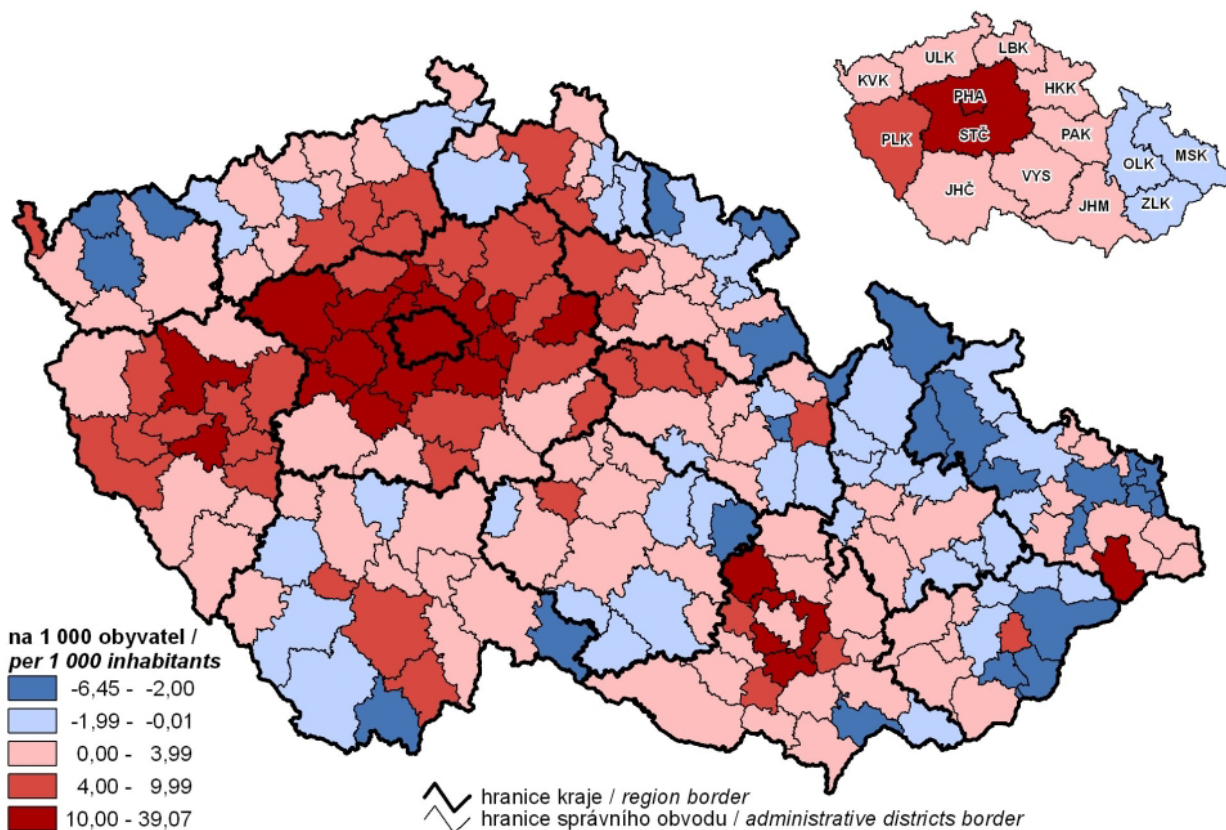 LBK
ULK
KVK
HKK
PHA
PLK
STČ
PAK
OLK
MSK
VYS
JHČ
JHM
ZLK
na 1 000 obyvatel /
per 1 000 inhabitants
-6,45 - -2,00
-1,99 - -0,01
0,00 - 3,99
4,00 - 9,99
10,00 - 39,07
hranice kraje / region border
hranice správního obvodu / administrative districts border